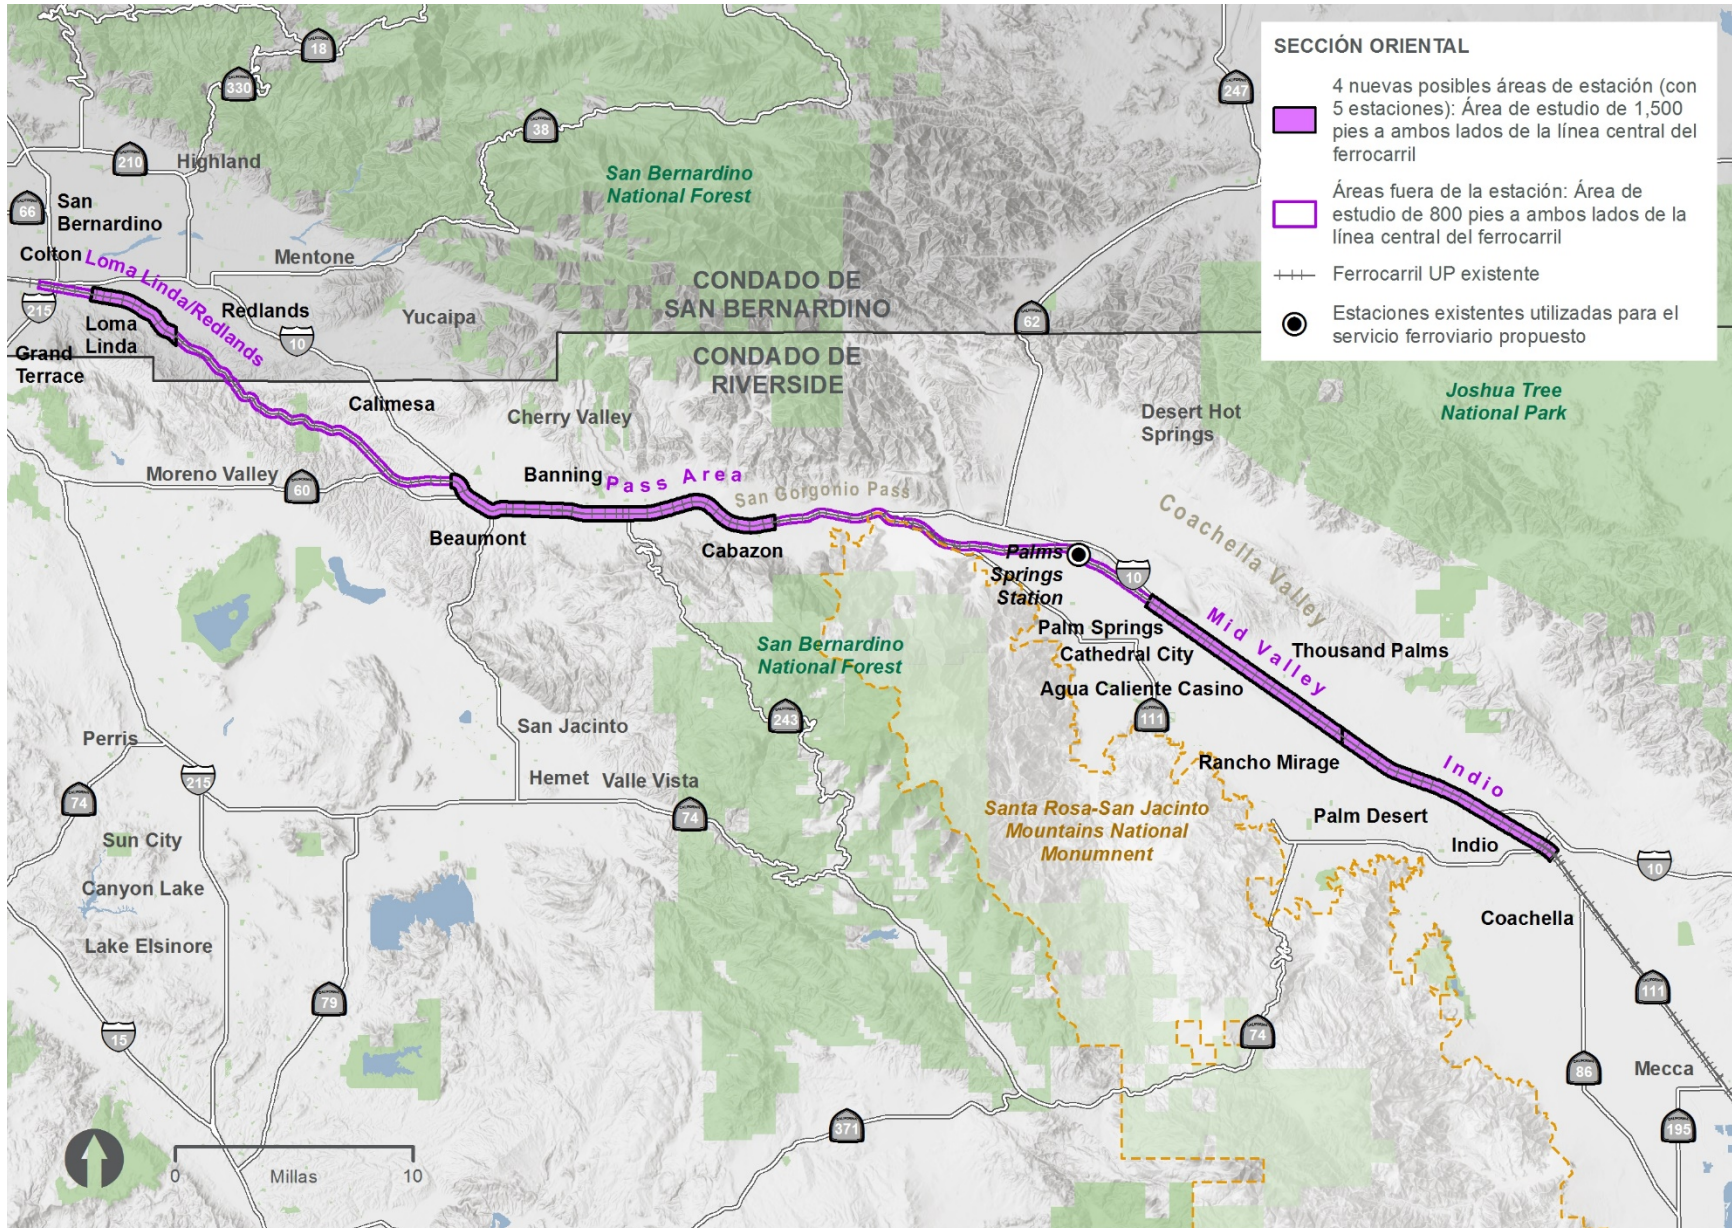 SECCIÓN ORIENTAL
4 nuevas posibles áreas de estación (con
5 estaciones): Área de estudio de 1,500
pies a ambos lados de la línea central del
ferrocarril
Áreas fuera de la estación: Área de
estudio de 800 pies a ambos lados de la
línea central del ferrocarril
Ferrocarril UP existente
Estaciones existentes utilizadas para el
servicio ferroviario propuesto
18
330
247
38
210
Highland
San Bernardino
National Forest
66
San
Bernardino
Colton
Loma Linda/Redlands
Mentone
CONDADO DE
SAN BERNARDINO
215
Redlands
Yucaipa
62
Loma
Linda
10
Grand
Terrace
CONDADO DE
RIVERSIDE
Joshua Tree
National Park
Calimesa
Cherry Valley
Desert Hot
Springs
Moreno Valley
60
Banning
Pass Area
San Gorgonio Pass
Coachella Valley
Beaumont
Cabazon
Palms
Springs
Station
10
Mid Valley
Palm Springs
Cathedral City
Thousand Palms
San Bernardino
National Forest
Agua Caliente Casino
111
243
San Jacinto
Perris
Rancho Mirage
Indio
215
Hemet
Valle Vista
74
74
Santa Rosa-San Jacinto
Mountains National
Monumnent
Palm Desert
Sun City
Indio
10
Canyon Lake
Coachella
Lake Elsinore
79
111
15
74
86
Mecca
371
195
0
10
Millas